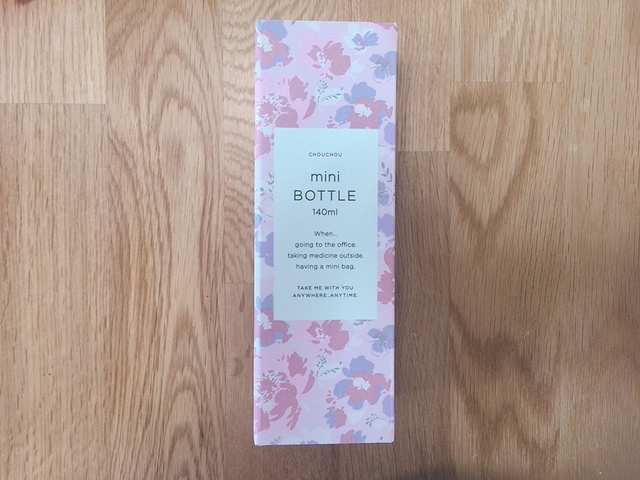 CHOUCHOU
mini
BOTTLE
140ml
When...
going to the office.
taking medicine outside.
having a mini bag.
TAKE ME WITH YOU
ANYWHERE, ANYTIME.